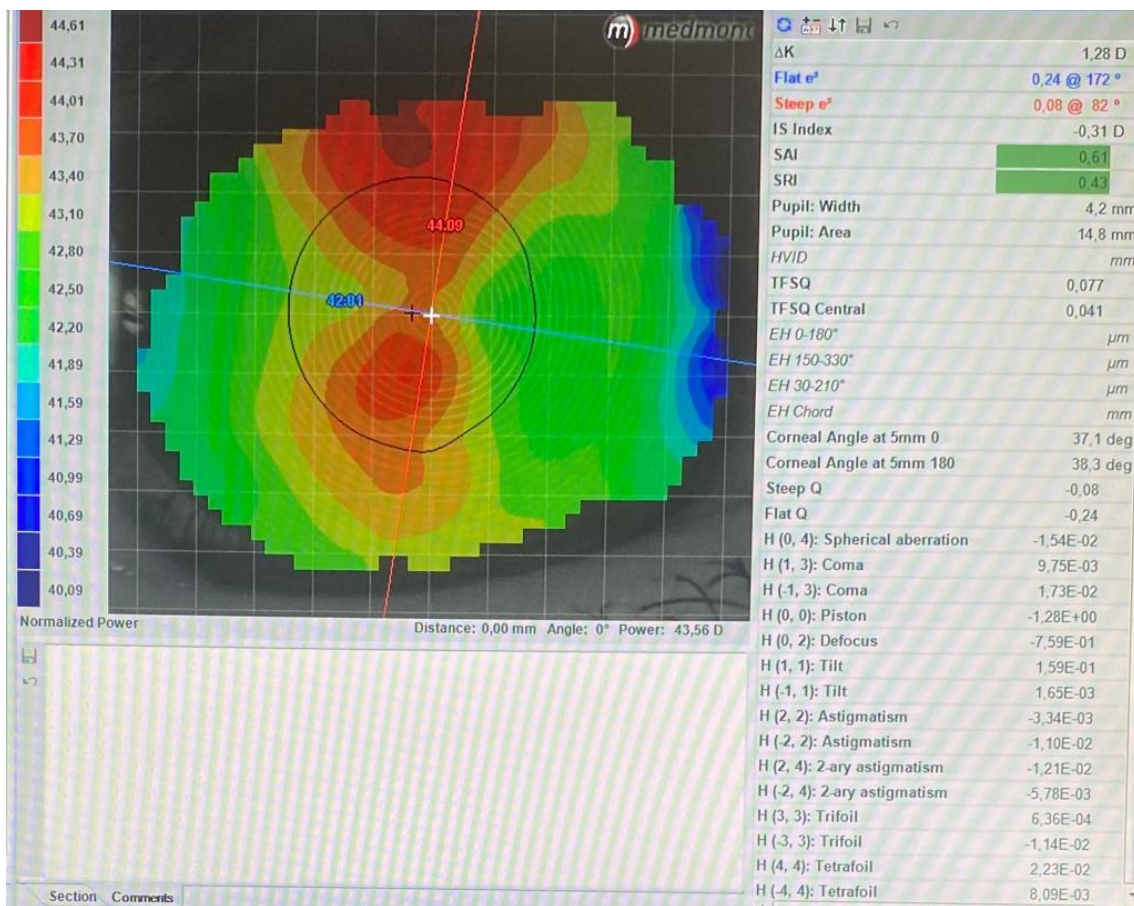 44,61
44,31
44,01
43,70
43,40
43,10
42,80
42,50
42,20
41,89
41,59
41,29
40,99
40,69
40,39
40,09
m medmont
44.09
42.81
Normalized Power
Distance: 0,00 mm Angle: 0° Power: 43,56 D
ΔK 1,28 D
Flat e² 0,24 @ 172 °
Steep e² 0,08 @ 82 °
IS Index -0,31 D
SAI 0,61
SRI 0,43
Pupil: Width 4,2 mm
Pupil: Area 14,8 mm
HVID mm
TFSQ 0,077
TFSQ Central 0,041
EH 0-180° µm
EH 150-330° µm
EH 30-210° µm
EH Chord mm
Corneal Angle at 5mm 0 37,1 deg
Corneal Angle at 5mm 180 38,3 deg
Steep Q -0,08
Flat Q -0,24
H (0, 4): Spherical aberration -1,54E-02
H (1, 3): Coma 9,75E-03
H (-1, 3): Coma 1,73E-02
H (0, 0): Piston -1,28E+00
H (0, 2): Defocus -7,59E-01
H (1, 1): Tilt 1,59E-01
H (-1, 1): Tilt 1,65E-03
H (2, 2): Astigmatism -3,34E-03
H (-2, 2): Astigmatism -1,10E-02
H (2, 4): 2-ary astigmatism -1,21E-02
H (-2, 4): 2-ary astigmatism -5,78E-03
H (3, 3): Trifoil 6,36E-04
H (-3, 3): Trifoil -1,14E-02
H (4, 4): Tetrafoil 2,23E-02
H (-4, 4): Tetrafoil 8,09E-03
Section Comments